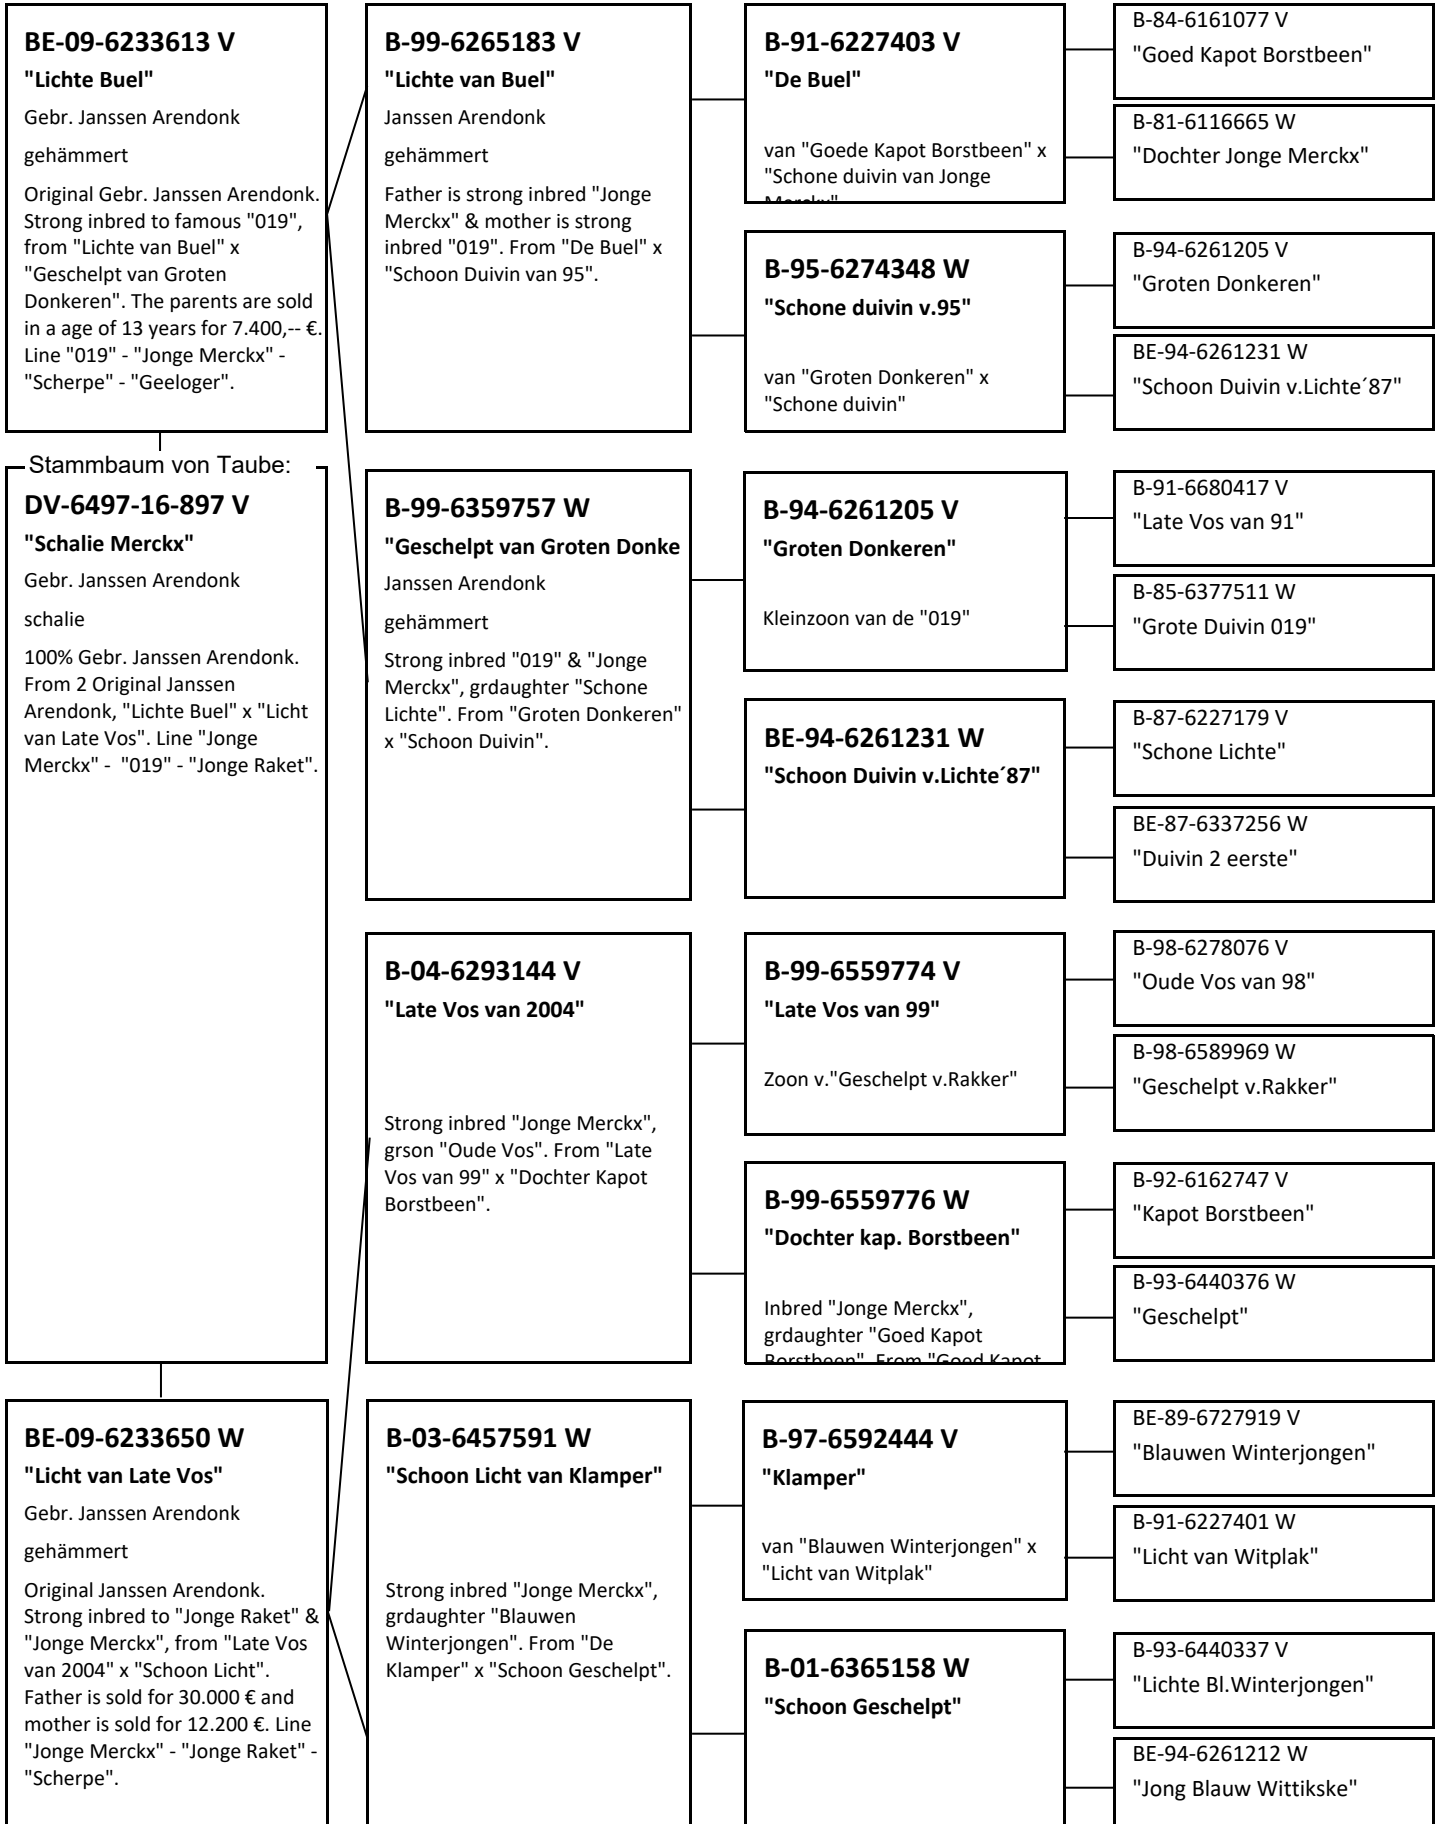 BE-09-6233613 V
"Lichte Buel"
Gebr. Janssen Arendonk
gehämmert
Original Gebr. Janssen Arendonk.
Strong inbred to famous "019",
from "Lichte van Buel" x
"Geschelpt van Groten
Donkeren". The parents are sold
in a age of 13 years for 7.400,-- €.
Line "019" - "Jonge Merckx" -
"Scherpe" - "Geeloger".
Stammbaum von Taube:
DV-6497-16-897 V
"Schalie Merckx"
Gebr. Janssen Arendonk
schalie
100% Gebr. Janssen Arendonk.
From 2 Original Janssen
Arendonk, "Lichte Buel" x "Licht
van Late Vos". Line "Jonge
Merckx" -  "019" - "Jonge Raket".
BE-09-6233650 W
"Licht van Late Vos"
Gebr. Janssen Arendonk
gehämmert
Original Janssen Arendonk.
Strong inbred to "Jonge Raket" &
"Jonge Merckx", from "Late Vos
van 2004" x "Schoon Licht".
Father is sold for 30.000 € and
mother is sold for 12.200 €. Line
"Jonge Merckx" - "Jonge Raket" -
"Scherpe".
B-99-6265183 V
"Lichte van Buel"
Janssen Arendonk
gehämmert
Father is strong inbred "Jonge
Merckx" & mother is strong
inbred "019". From "De Buel" x
"Schoon Duivin van 95".
B-99-6359757 W
"Geschelpt van Groten Donke
Janssen Arendonk
gehämmert
Strong inbred "019" & "Jonge
Merckx", grdaughter "Schone
Lichte". From "Groten Donkeren"
x "Schoon Duivin".
B-04-6293144 V
"Late Vos van 2004"
Strong inbred "Jonge Merckx",
grson "Oude Vos". From "Late
Vos van 99" x "Dochter Kapot
Borstbeen".
B-03-6457591 W
"Schoon Licht van Klamper"
Strong inbred "Jonge Merckx",
grdaughter "Blauwen
Winterjongen". From "De
Klamper" x "Schoon Geschelpt".
B-91-6227403 V
"De Buel"
van "Goede Kapot Borstbeen" x
"Schone duivin van Jonge
Merckx"
B-95-6274348 W
"Schone duivin v.95"
van "Groten Donkeren" x
"Schone duivin"
B-94-6261205 V
"Groten Donkeren"
Kleinzoon van de "019"
BE-94-6261231 W
"Schoon Duivin v.Lichte´87"
B-99-6559774 V
"Late Vos van 99"
Zoon v."Geschelpt v.Rakker"
B-99-6559776 W
"Dochter kap. Borstbeen"
Inbred "Jonge Merckx",
grdaughter "Goed Kapot
Borstbeen". From "Goed Kapot
B-97-6592444 V
"Klamper"
van "Blauwen Winterjongen" x
"Licht van Witplak"
B-01-6365158 W
"Schoon Geschelpt"
B-84-6161077 V
"Goed Kapot Borstbeen"
B-81-6116665 W
"Dochter Jonge Merckx"
B-94-6261205 V
"Groten Donkeren"
BE-94-6261231 W
"Schoon Duivin v.Lichte´87"
B-91-6680417 V
"Late Vos van 91"
B-85-6377511 W
"Grote Duivin 019"
B-87-6227179 V
"Schone Lichte"
BE-87-6337256 W
"Duivin 2 eerste"
B-98-6278076 V
"Oude Vos van 98"
B-98-6589969 W
"Geschelpt v.Rakker"
B-92-6162747 V
"Kapot Borstbeen"
B-93-6440376 W
"Geschelpt"
BE-89-6727919 V
"Blauwen Winterjongen"
B-91-6227401 W
"Licht van Witplak"
B-93-6440337 V
"Lichte Bl.Winterjongen"
BE-94-6261212 W
"Jong Blauw Wittikske"